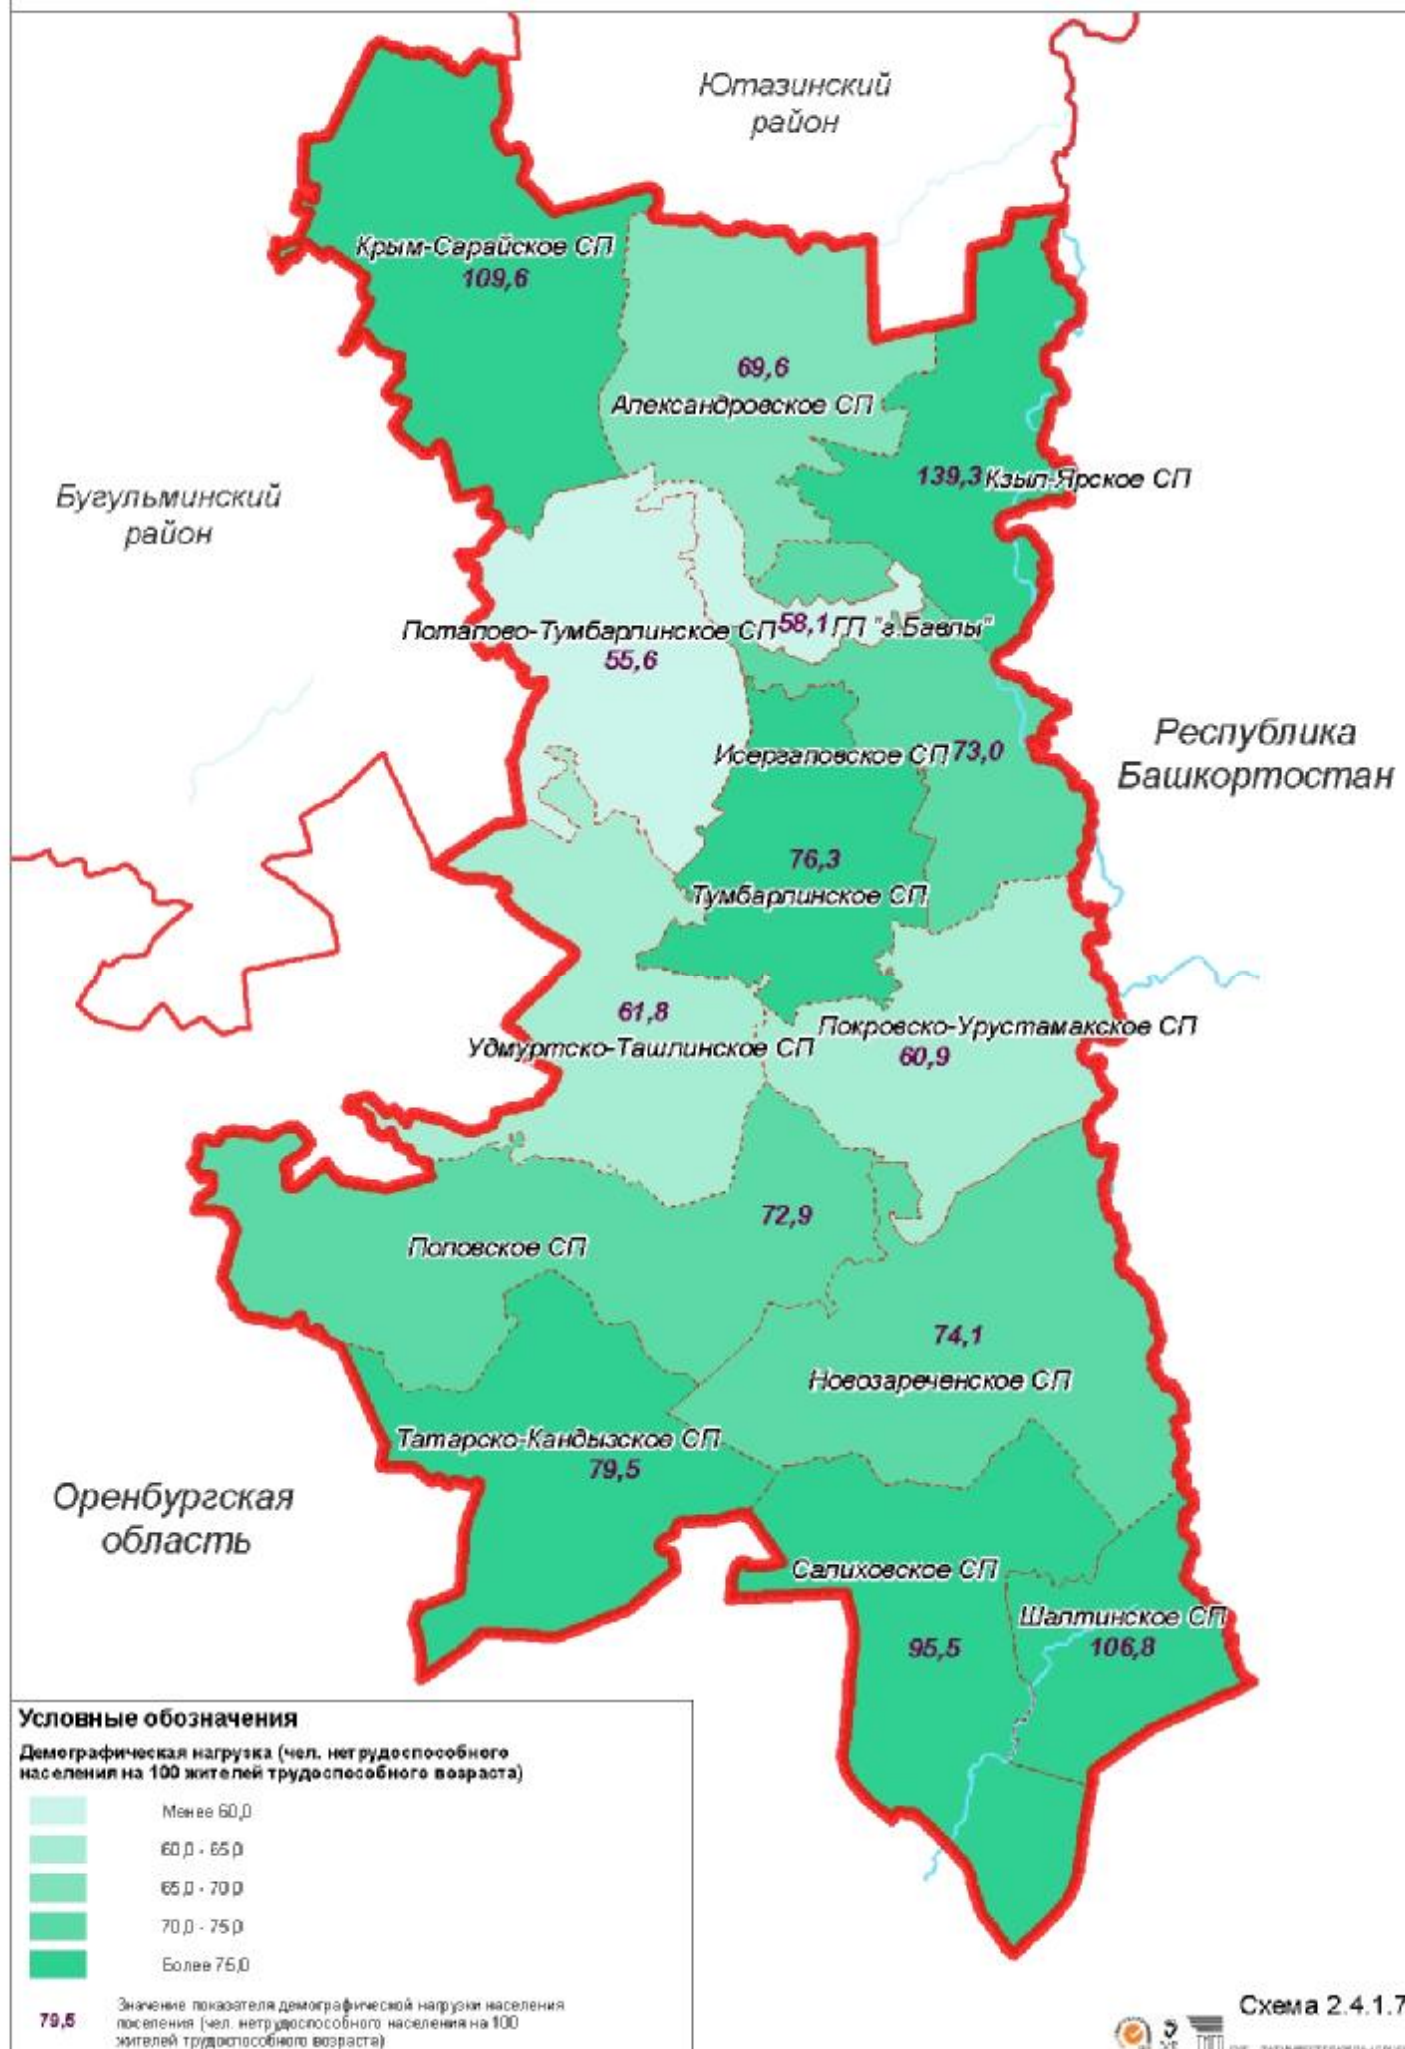 Ютазинский
район
Крым-Сарайское СП
109,6
69,6
Александровское СП
139,3 Кзыл-Ярское СП
Бугульминский
район
Потапово-Тумбарлинское СП
55,6
58,1 ГП "г.Бавлы"
Республика
Башкортостан
Исергаповское СП 73,0
76,3
Тумбарлинское СП
61,8
Удмуртско-Ташлинское СП
Покровско-Урустамакское СП
60,9
72,9
Поповское СП
74,1
Новозареченское СП
Татарско-Кандызское СП
79,5
Оренбургская
область
Салиховское СП
95,5
Шалтинское СП
106,8
Условные обозначения
Демографическая нагрузка (чел. нетрудоспособного
населения на 100 жителей трудоспособного возраста)
Менее 60,0
60,0 - 65,0
65,0 - 70,0
70,0 - 75,0
Более 75,0
79,5
Значение показателя демографической нагрузки населения
поселения (чел. нетрудоспособного населения на 100
жителей трудоспособного возраста)
Схема 2.4.1.7